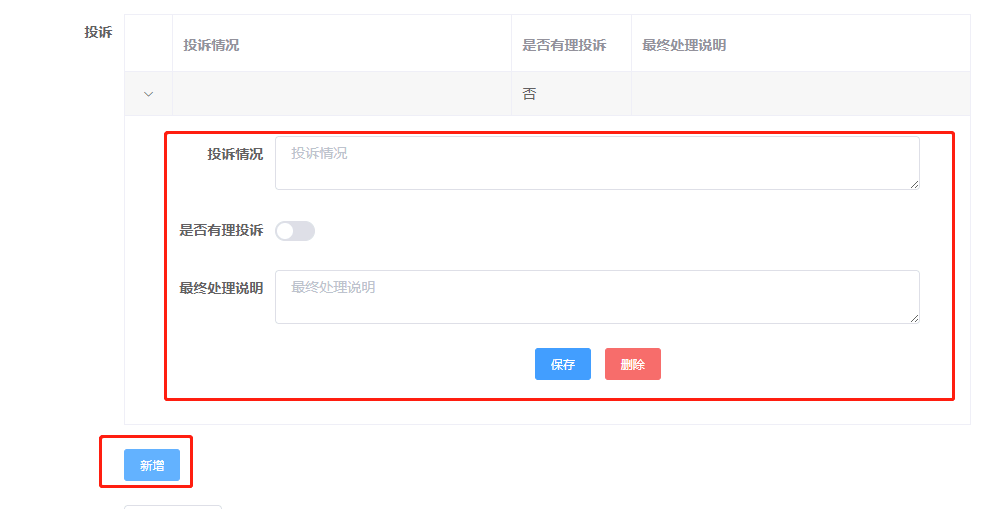 投诉
投诉情况 是否有理投诉 最终处理说明
否
投诉情况 投诉情况
是否有理投诉
最终处理说明 最终处理说明
保存 删除
新增